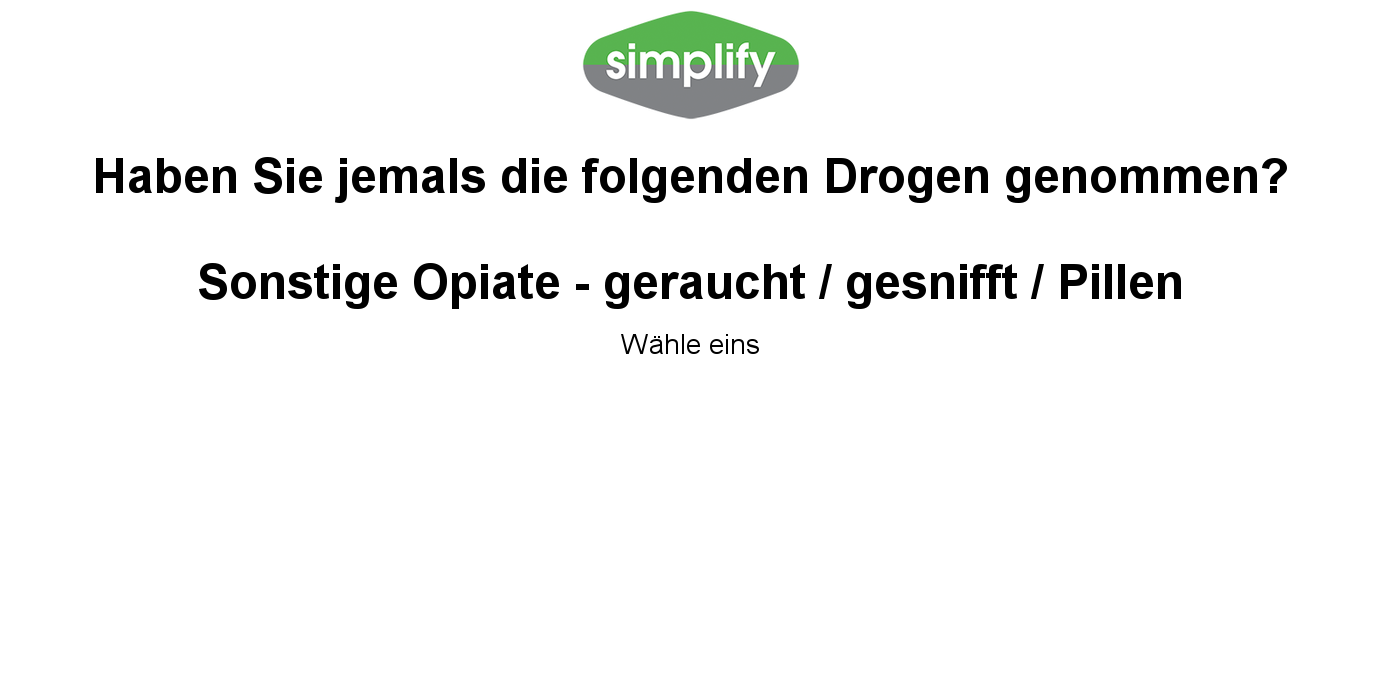 simplify
Haben Sie jemals die folgenden Drogen genommen?
Sonstige Opiate - geraucht / gesnifft / Pillen
Wähle eins